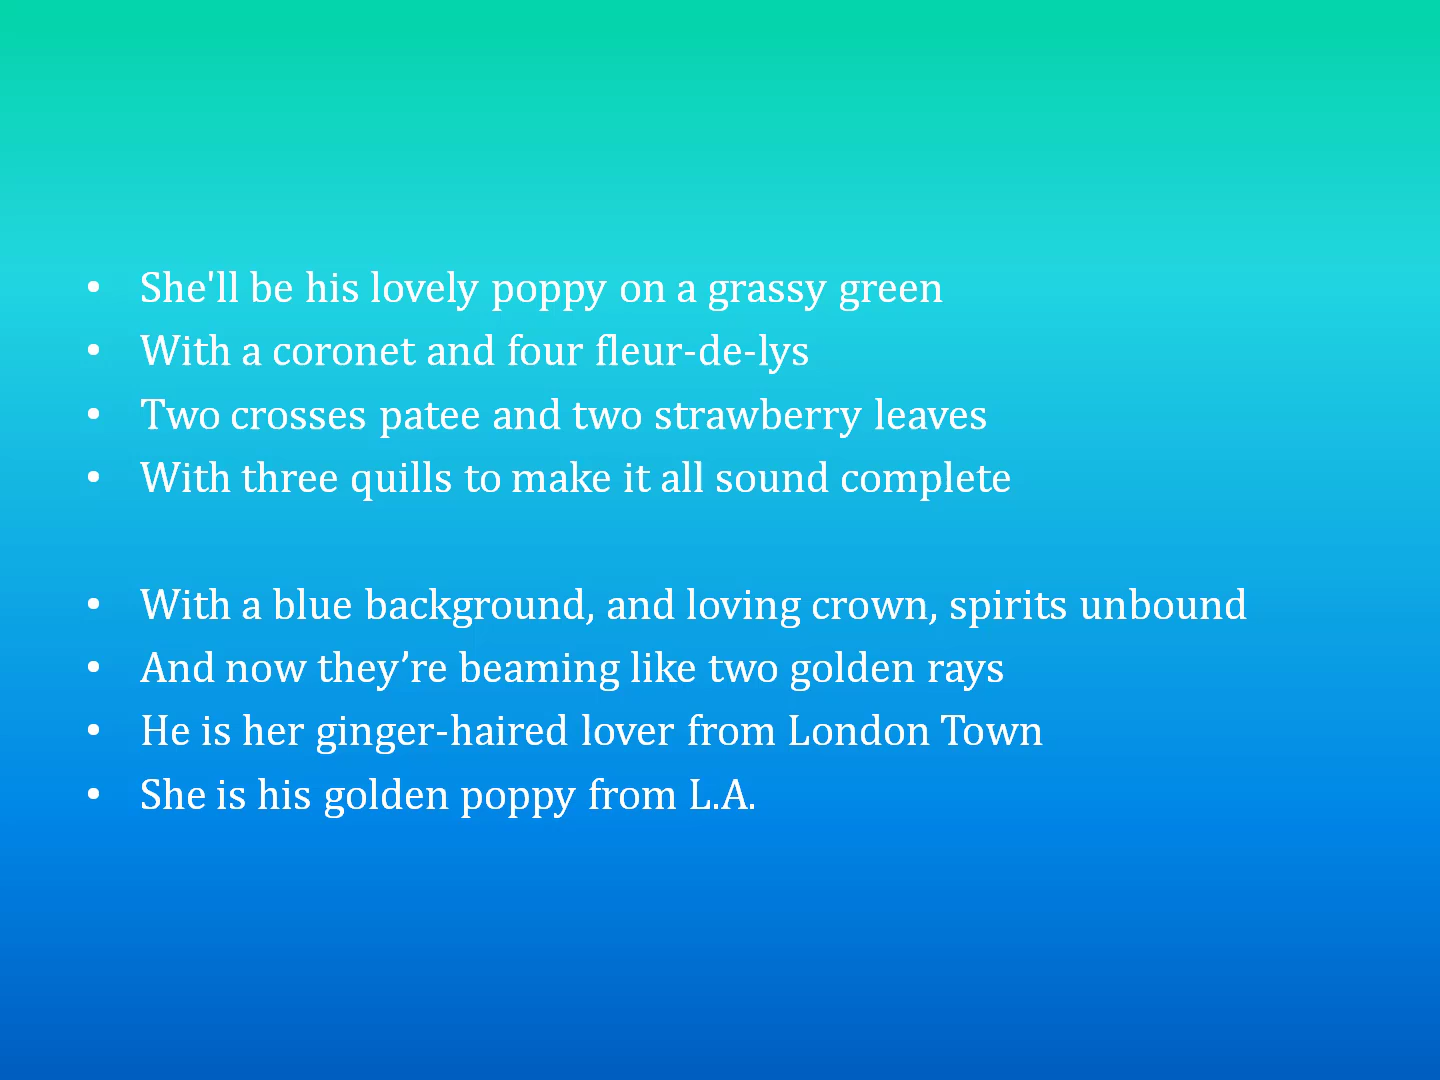 • She'll be his lovely poppy on a grassy green
• With a coronet and four fleur-de-lys
• Two crosses patee and two strawberry leaves
• With three quills to make it all sound complete
• With a blue background, and loving crown, spirits unbound
• And now they’re beaming like two golden rays
• He is her ginger-haired lover from London Town
• She is his golden poppy from L.A.